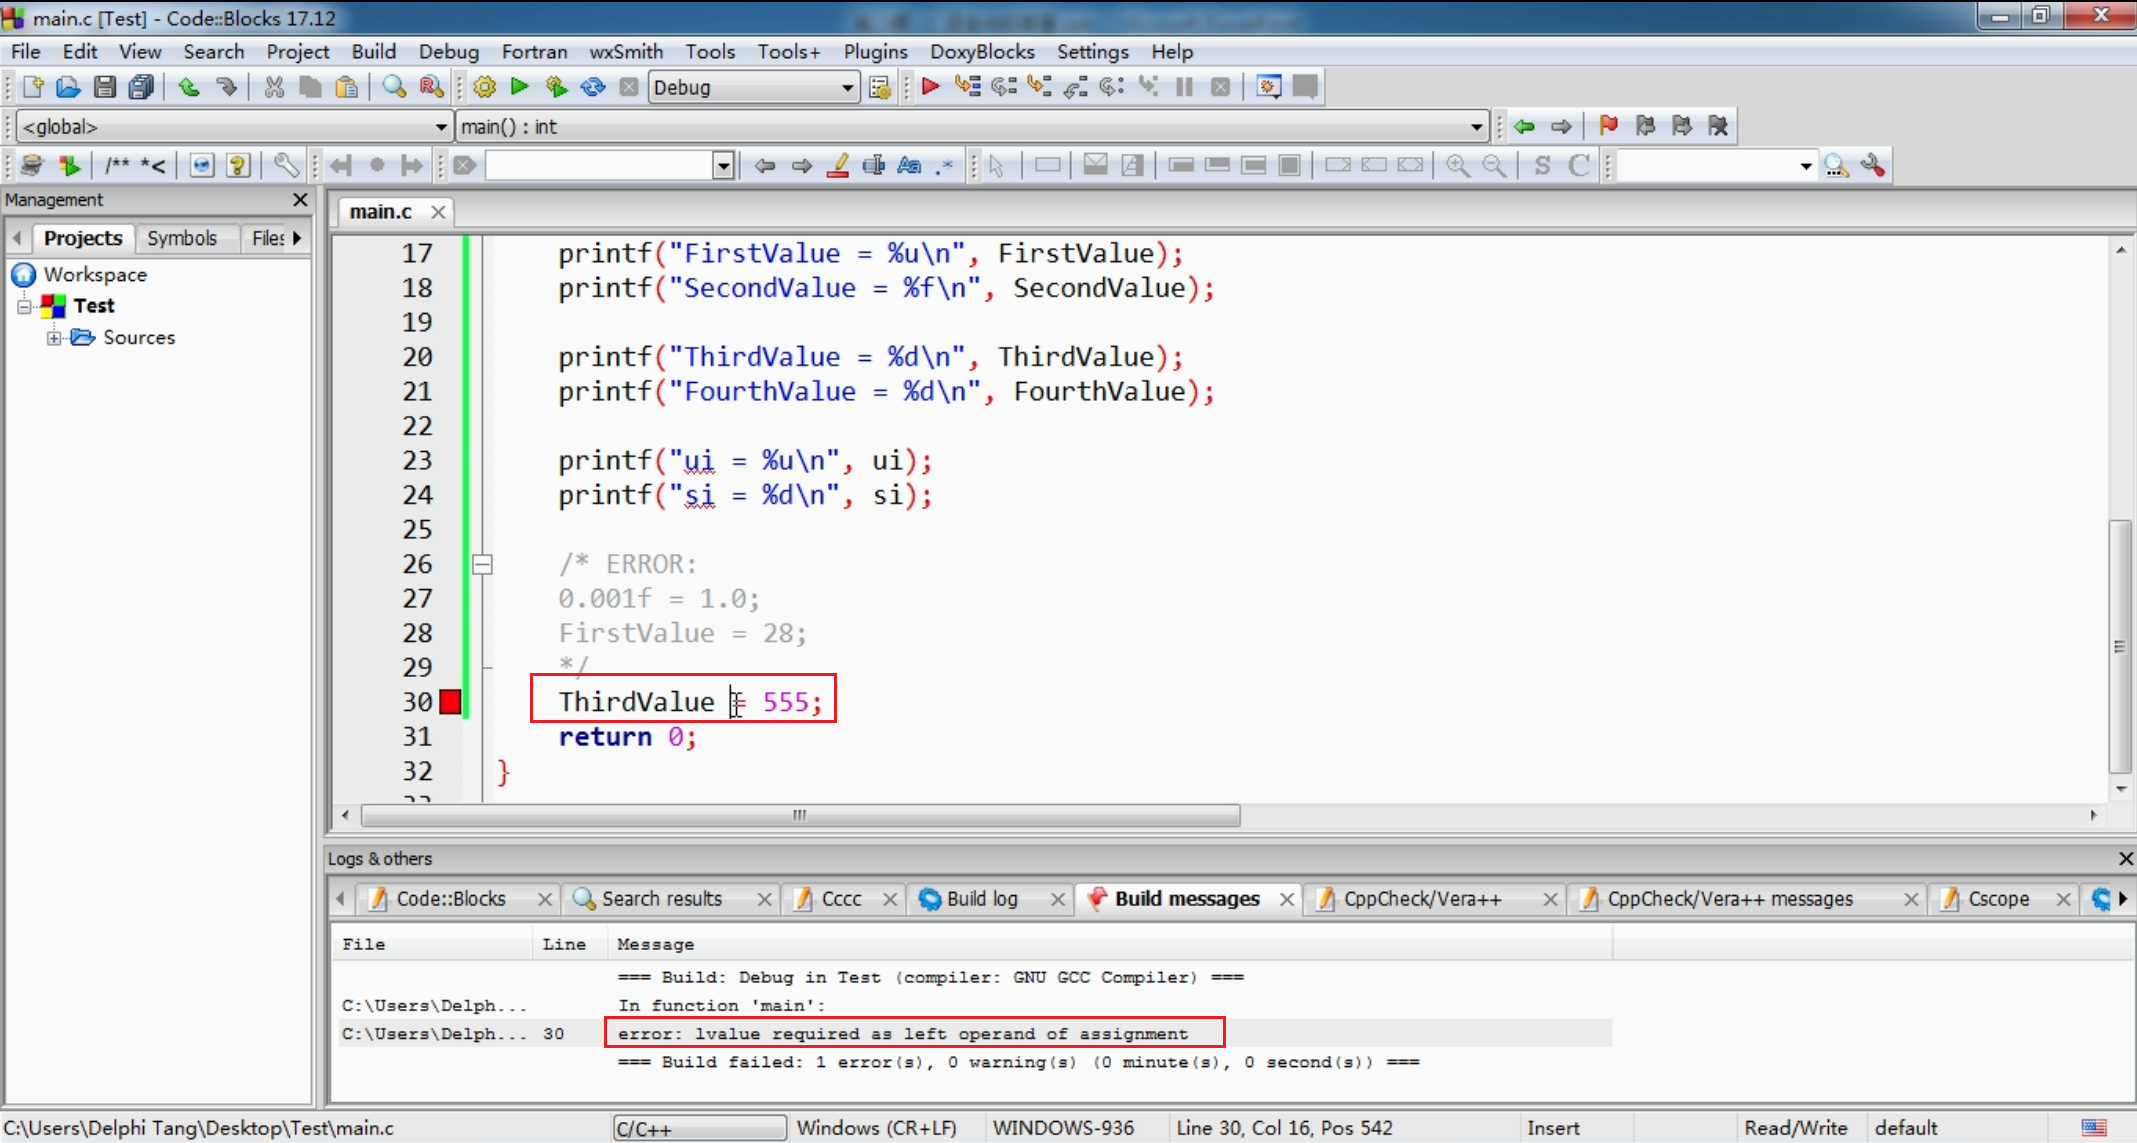 main.c [Test] - Code::Blocks 17.12
File Edit View Search Project Build Debug Fortran wxSmith Tools Tools+ Plugins DoxyBlocks Settings Help
Debug
<global> main() : int
/** *<
S C
Management
main.c
Projects Symbols Files
Workspace
Test
Sources
17 printf("FirstValue = %u\n", FirstValue);
18 printf("SecondValue = %f\n", SecondValue);
19
20 printf("ThirdValue = %d\n", ThirdValue);
21 printf("FourthValue = %d\n", FourthValue);
22
23 printf("ui = %u\n", ui);
24 printf("si = %d\n", si);
25
26 /* ERROR:
27 0.001f = 1.0;
28 FirstValue = 28;
29 */
30 ThirdValue = 555;
31 return 0;
32 }
33
Logs & others
Code::Blocks Search results Cccc Build log Build messages CppCheck/Vera++ CppCheck/Vera++ messages Cscope
File Line Message
=== Build: Debug in Test (compiler: GNU GCC Compiler) ===
C:\Users\Delph... In function 'main':
C:\Users\Delph... 30 error: lvalue required as left operand of assignment
=== Build failed: 1 error(s), 0 warning(s) (0 minute(s), 0 second(s)) ===
C:\Users\Delphi Tang\Desktop\Test\main.c C/C++ Windows (CR+LF) WINDOWS-936 Line 30, Col 16, Pos 542 Insert Read/Write default